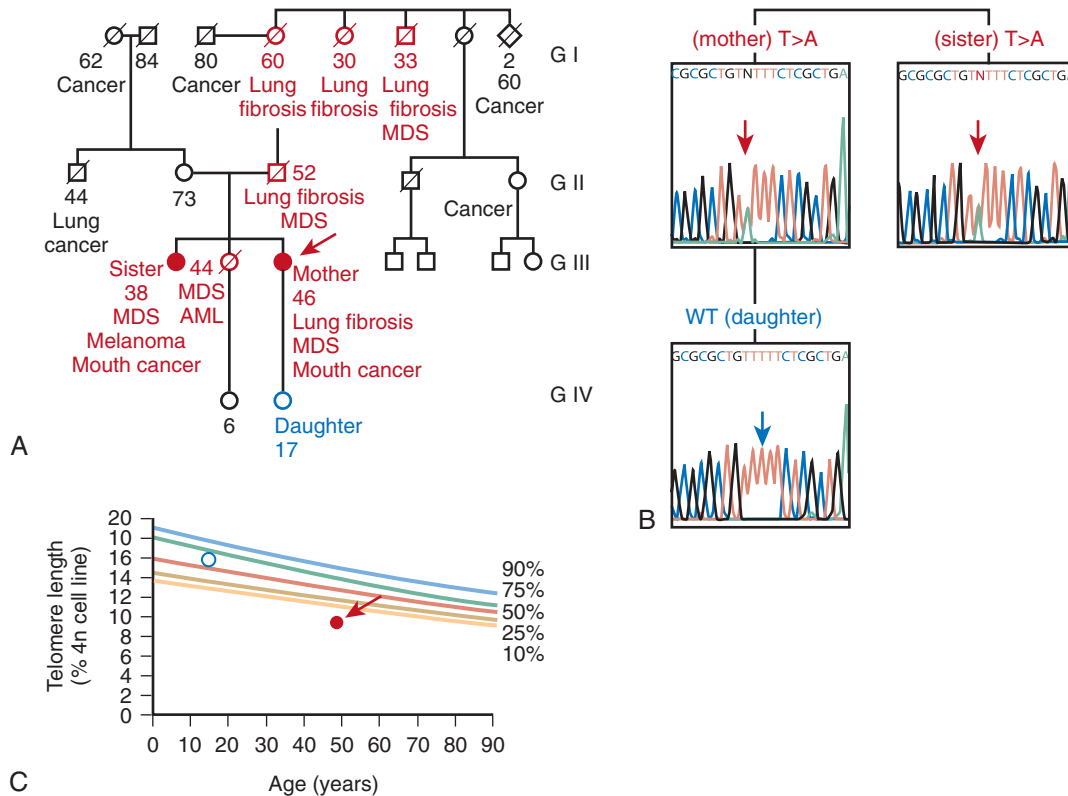 62
Cancer
84
80
Cancer
60
Lung
fibrosis
30
Lung
fibrosis
33
Lung
fibrosis
MDS
2
60
Cancer
G I
44
Lung
cancer
73
52
Lung fibrosis
MDS
Cancer
G II
Sister
38
MDS
Melanoma
Mouth cancer
44
MDS
AML
Mother
46
Lung fibrosis
MDS
Mouth cancer
G III
6
Daughter
17
G IV
A
(mother) T>A
CGCGCTGTNTTTCTCGCTGA
(sister) T>A
GCGCGCTGTNTTTCTCGCTGA
WT (daughter)
GCGCGCTGTTTTTCTCGCTGA
B
Telomere length
(% 4n cell line)
20
10
16
14
12
10
8
6
4
2
0
0 10 20 30 40 50 60 70 80 90
Age (years)
90%
75%
50%
25%
10%
C